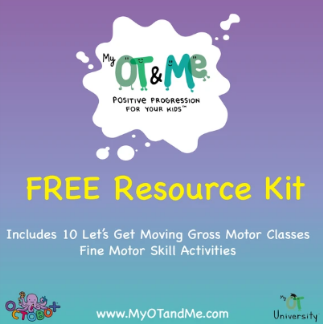 My
OT & Me
POSITIVE PROGRESSION
FOR YOUR KIDS™
FREE Resource Kit
Includes 10 Let's Get Moving Gross Motor Classes
Fine Motor Skill Activities
www.MyOTandMe.com
University